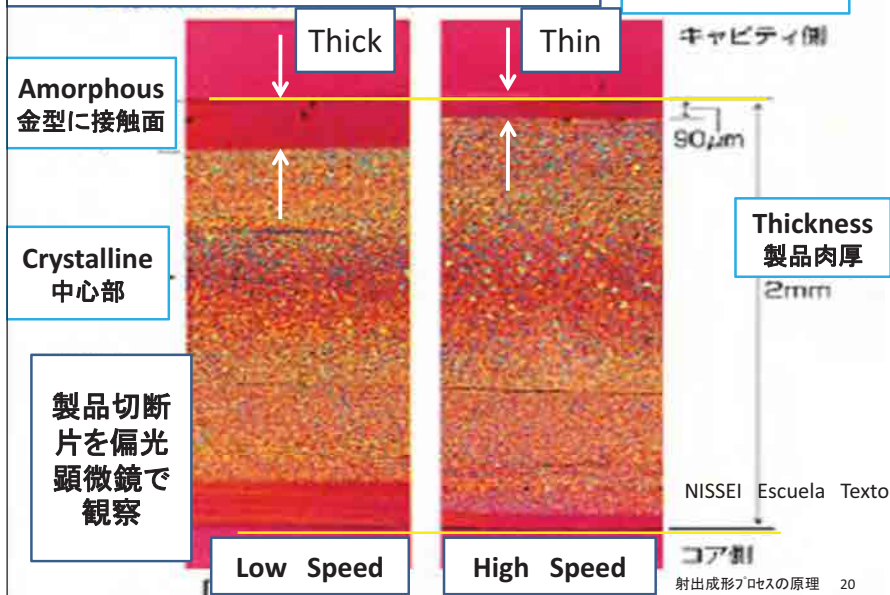 Thick
Thin
キャビティ側
Amorphous
金型に接触面
90μm
Thickness
製品肉厚
2mm
Crystalline
中心部
製品切断
片を偏光
顕微鏡で
観察
NISSEI Escuela Texto
Low Speed
High Speed
コア側
射出成形プロセスの原理 20